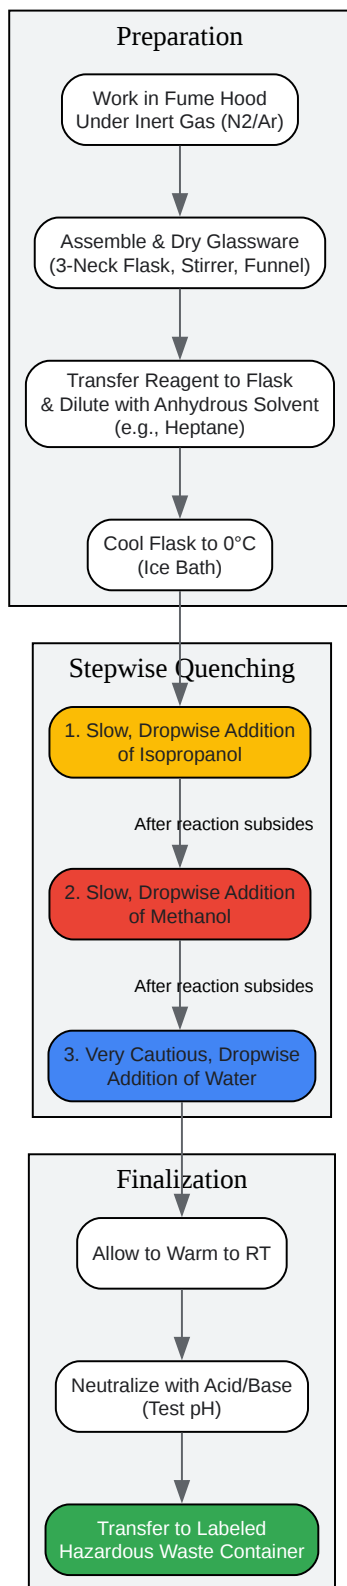 Preparation
Work in Fume Hood
Under Inert Gas (N2/Ar)
Assemble & Dry Glassware
(3-Neck Flask, Stirrer, Funnel)
Transfer Reagent to Flask
& Dilute with Anhydrous Solvent
(e.g., Heptane)
Cool Flask to 0°C
(Ice Bath)
Stepwise Quenching
1. Slow, Dropwise Addition
of Isopropanol
After reaction subsides
2. Slow, Dropwise Addition
of Methanol
After reaction subsides
3. Very Cautious, Dropwise
Addition of Water
Finalization
Allow to Warm to RT
Neutralize with Acid/Base
(Test pH)
Transfer to Labeled
Hazardous Waste Container